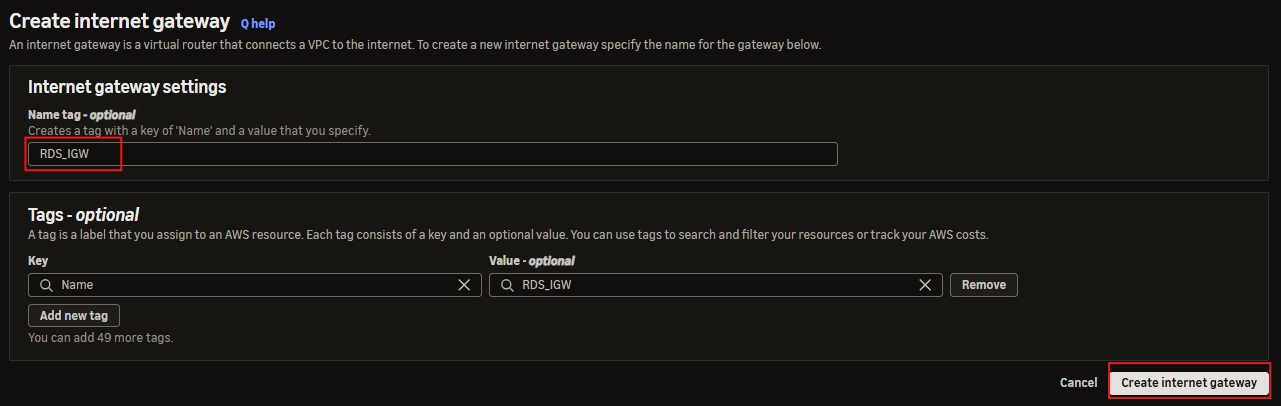 Create internet gateway Q help
An internet gateway is a virtual router that connects a VPC to the internet. To create a new internet gateway specify the name for the gateway below.
Internet gateway settings
Name tag - optional
Creates a tag with a key of 'Name' and a value that you specify.
RDS_IGW
Tags - optional
A tag is a label that you assign to an AWS resource. Each tag consists of a key and an optional value. You can use tags to search and filter your resources or track your AWS costs.
Key Value - optional
Name RDS_IGW Remove
Add new tag
You can add 49 more tags.
Cancel Create internet gateway